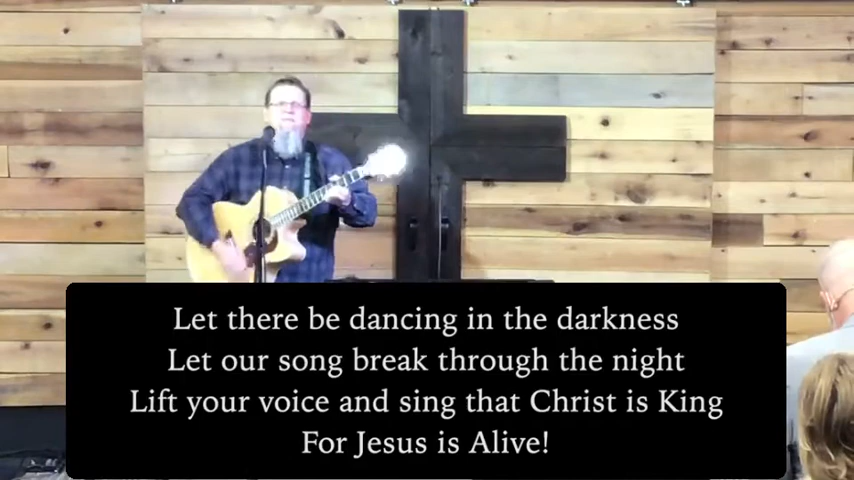 Let there be dancing in the darkness
Let our song break through the night
Lift your voice and sing that Christ is King
For Jesus is Alive!